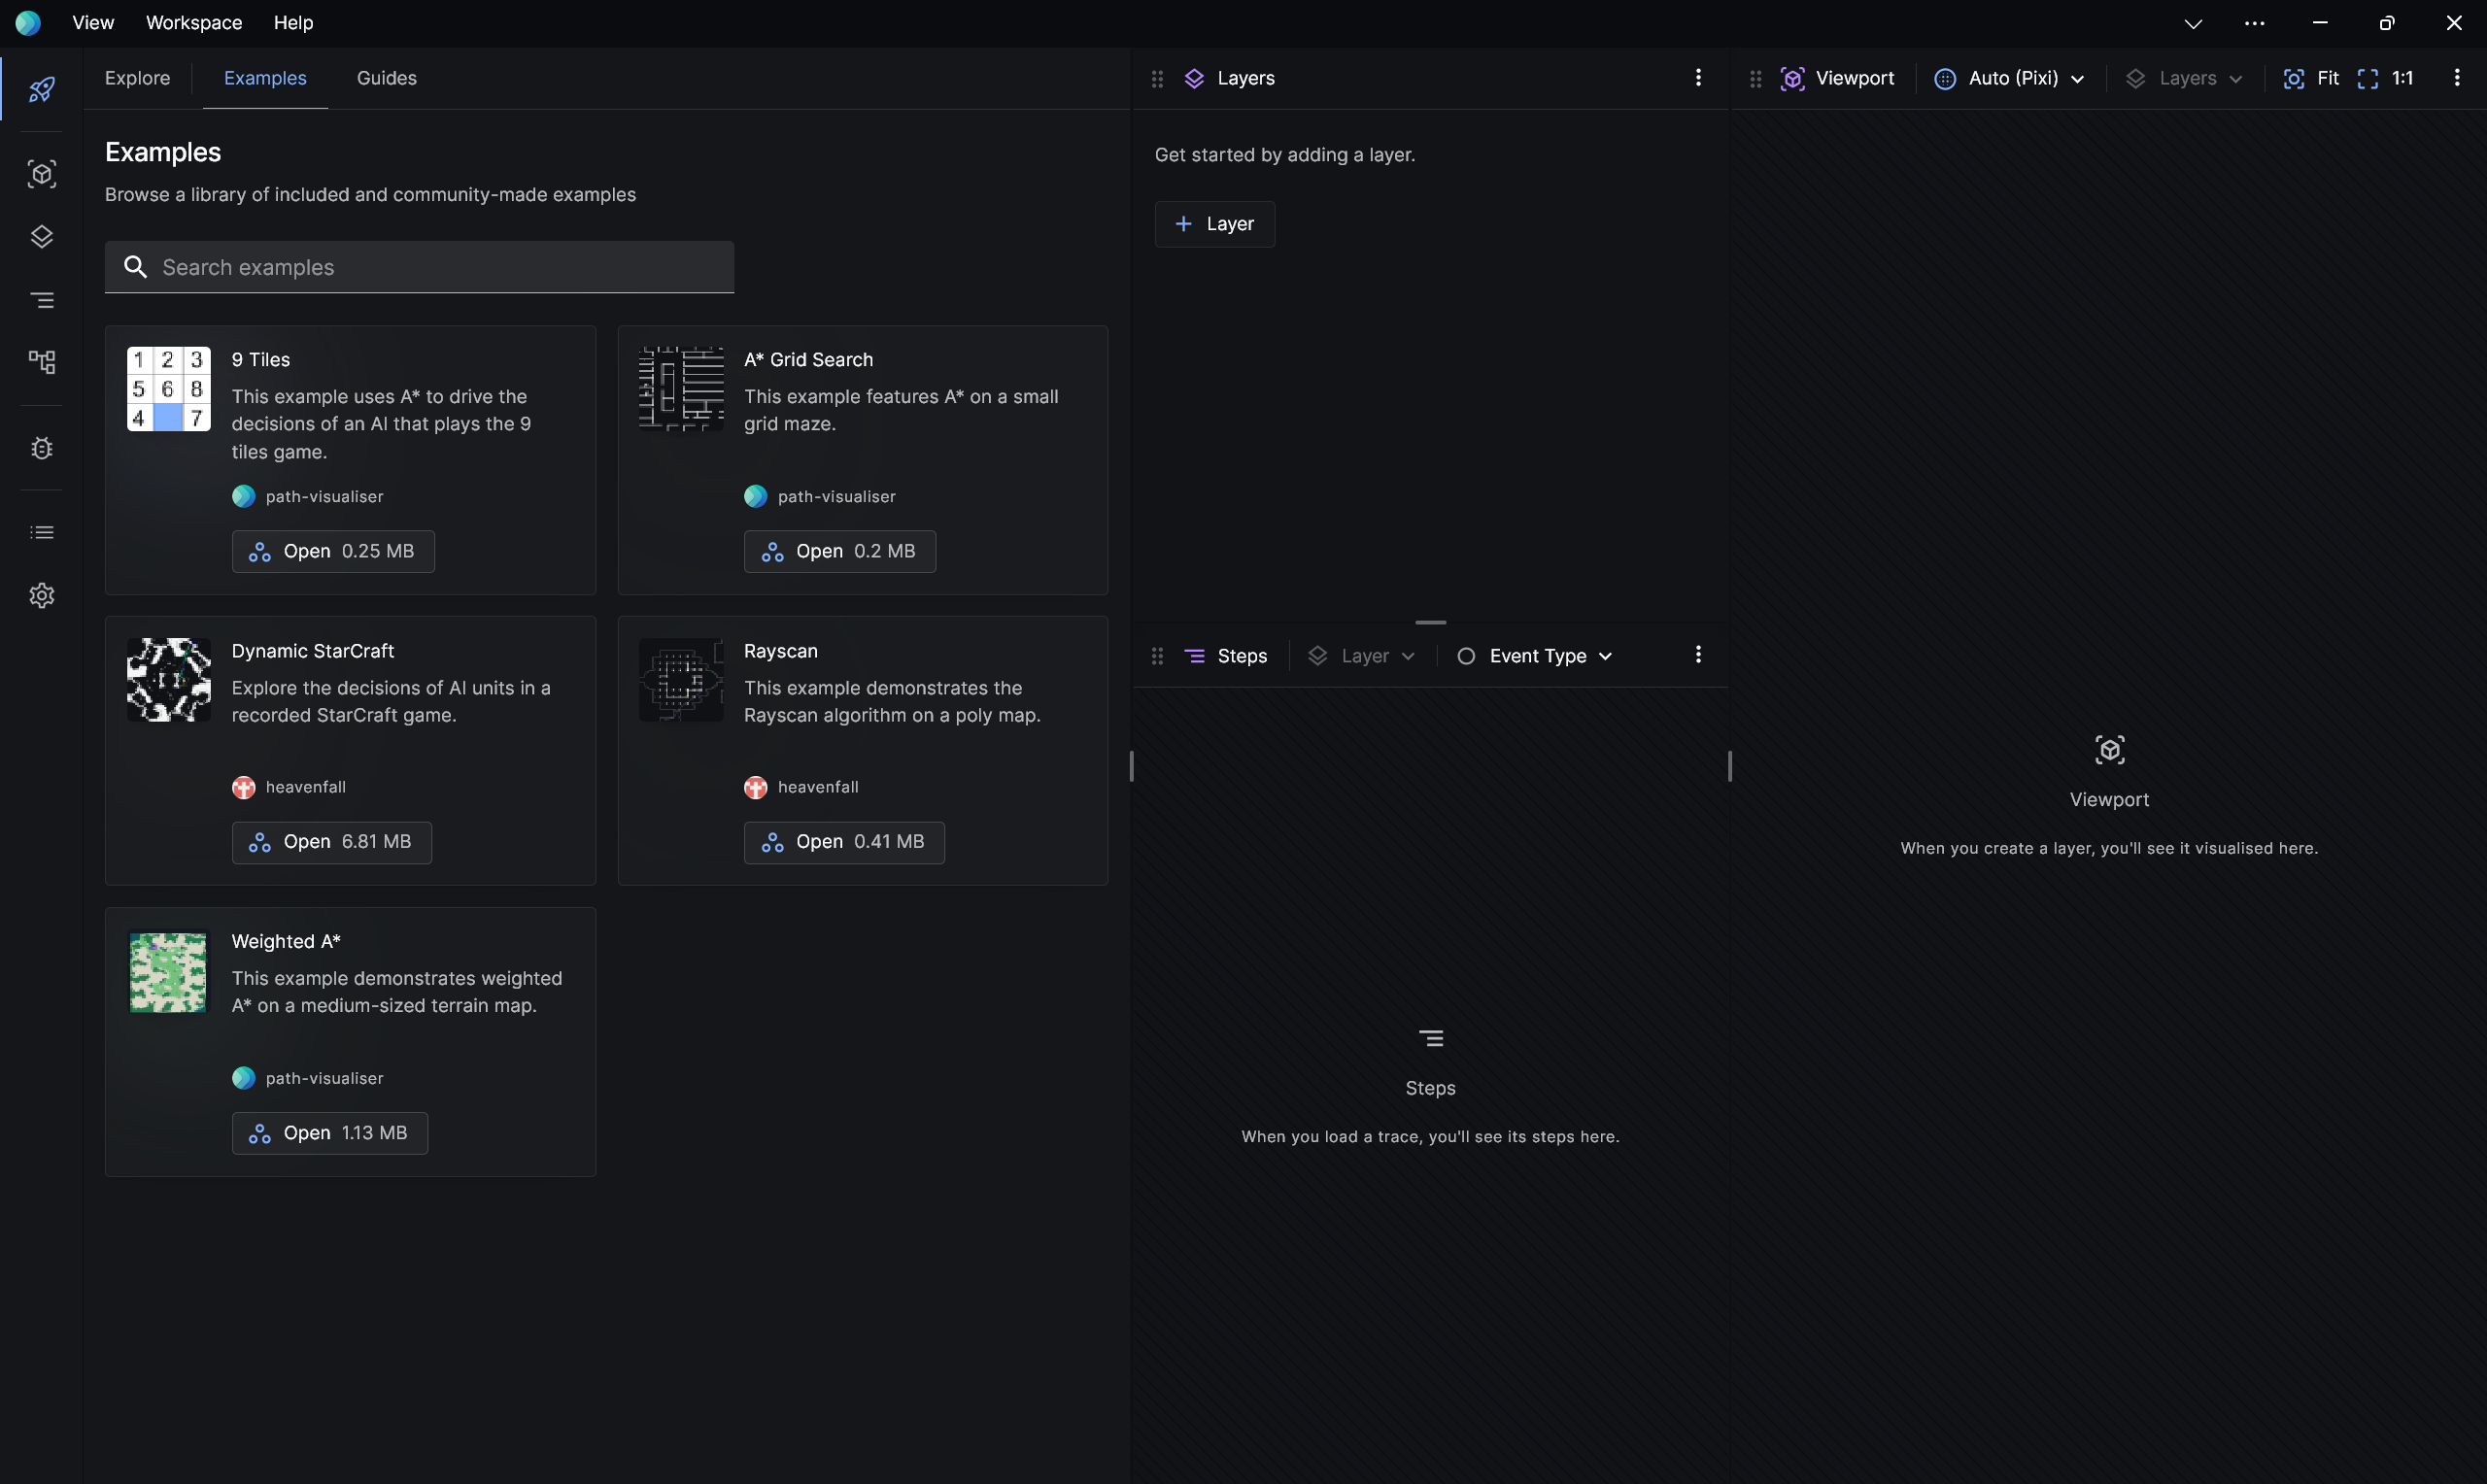 View Workspace Help
Explore Examples Guides
Examples
Browse a library of included and community-made examples
Search examples
1 2 3
5 6 8
4 7
9 Tiles
This example uses A* to drive the
decisions of an AI that plays the 9
tiles game.
path-visualiser
Open 0.25 MB
A* Grid Search
This example features A* on a small
grid maze.
path-visualiser
Open 0.2 MB
Dynamic StarCraft
Explore the decisions of AI units in a
recorded StarCraft game.
heavenfall
Open 6.81 MB
Rayscan
This example demonstrates the
Rayscan algorithm on a poly map.
heavenfall
Open 0.41 MB
Weighted A*
This example demonstrates weighted
A* on a medium-sized terrain map.
path-visualiser
Open 1.13 MB
Layers
Get started by adding a layer.
Layer
Steps Layer Event Type
Steps
When you load a trace, you'll see its steps here.
Viewport Auto (Pixi) Layers Fit 1:1
Viewport
When you create a layer, you'll see it visualised here.